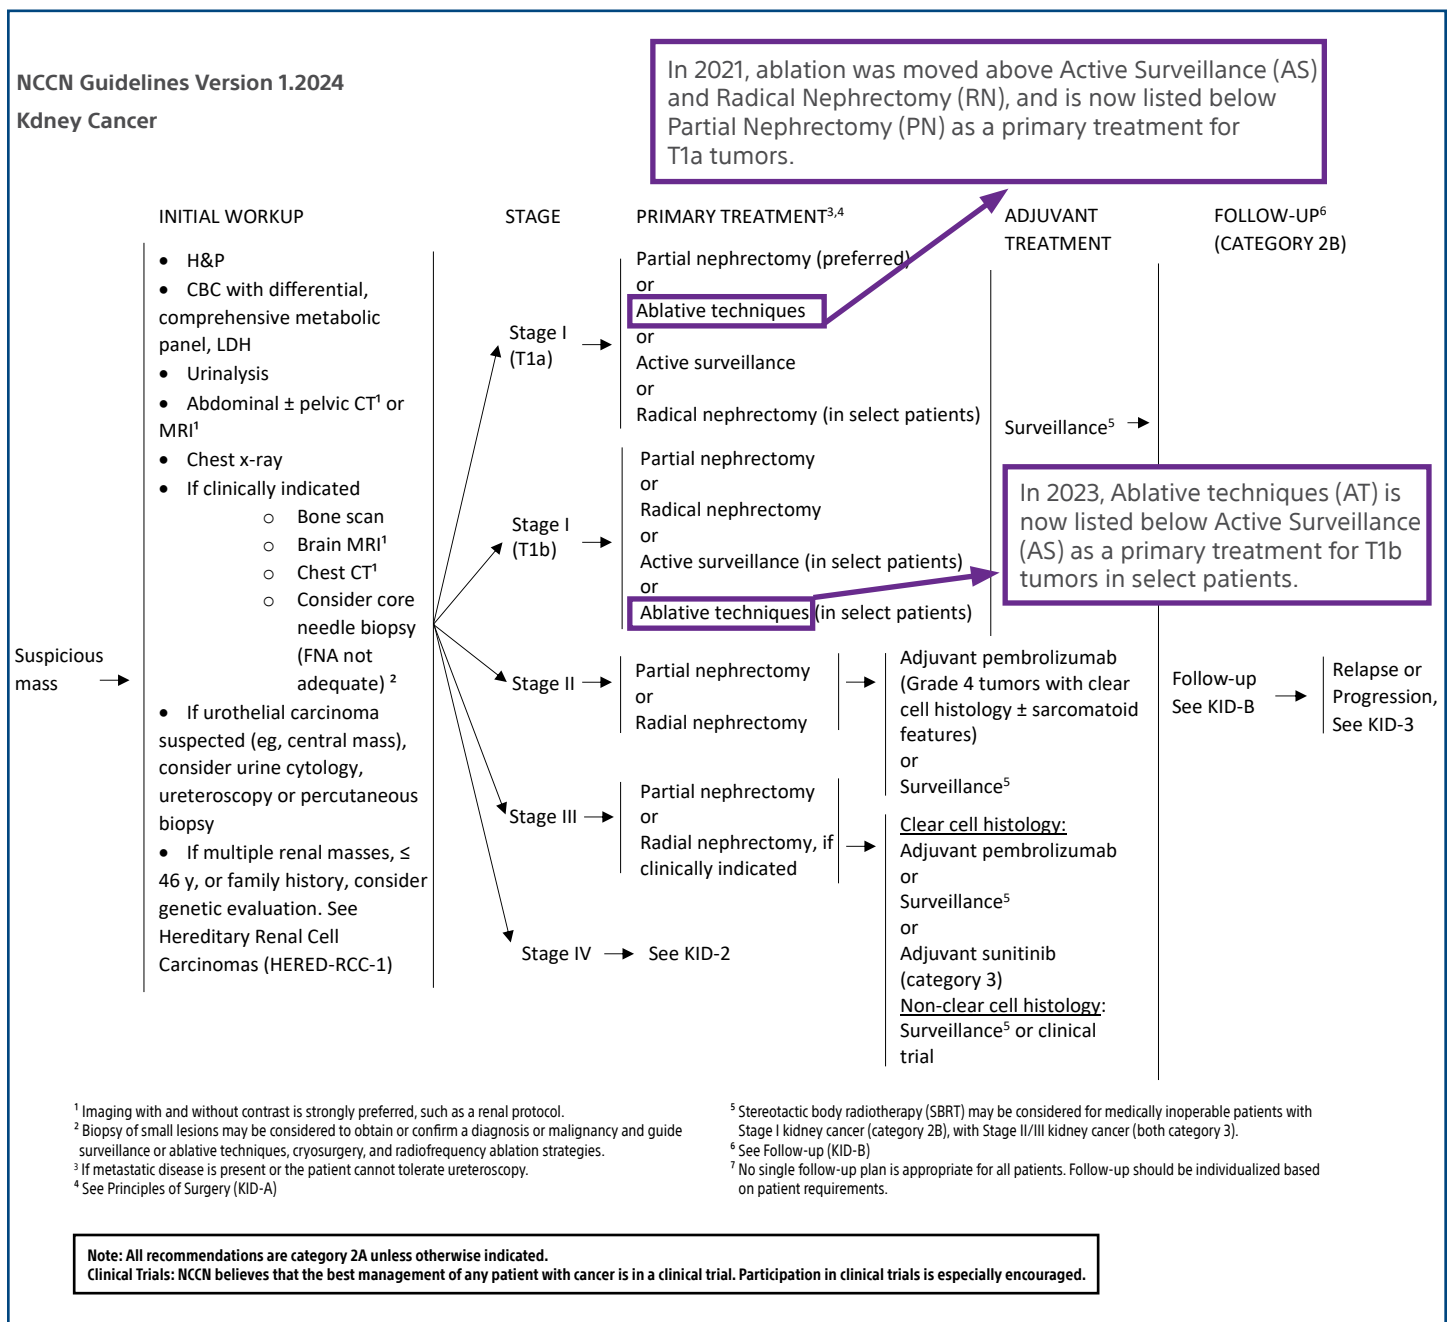 NCCN Guidelines Version 1.2024
Kdney Cancer
In 2021, ablation was moved above Active Surveillance (AS)
and Radical Nephrectomy (RN), and is now listed below
Partial Nephrectomy (PN) as a primary treatment for
T1a tumors.
INITIAL WORKUP
STAGE
PRIMARY TREATMENT³,⁴
ADJUVANT
TREATMENT
FOLLOW-UP⁶
(CATEGORY 2B)
Suspicious
mass
• H&P
• CBC with differential,
comprehensive metabolic
panel, LDH
• Urinalysis
• Abdominal ± pelvic CT¹ or
MRI¹
• Chest x-ray
• If clinically indicated
o Bone scan
o Brain MRI¹
o Chest CT¹
o Consider core
needle biopsy
(FNA not
adequate) ²
• If urothelial carcinoma
suspected (eg, central mass),
consider urine cytology,
ureteroscopy or percutaneous
biopsy
• If multiple renal masses, ≤
46 y, or family history, consider
genetic evaluation. See
Hereditary Renal Cell
Carcinomas (HERED-RCC-1)
Stage I
(T1a)
Partial nephrectomy (preferred)
or
Ablative techniques
or
Active surveillance
or
Radical nephrectomy (in select patients)
Stage I
(T1b)
Partial nephrectomy
or
Radical nephrectomy
or
Active surveillance (in select patients)
or
Ablative techniques (in select patients)
Surveillance⁵
In 2023, Ablative techniques (AT) is
now listed below Active Surveillance
(AS) as a primary treatment for T1b
tumors in select patients.
Stage II
Partial nephrectomy
or
Radial nephrectomy
Adjuvant pembrolizumab
(Grade 4 tumors with clear
cell histology ± sarcomatoid
features)
or
Surveillance⁵
Stage III
Partial nephrectomy
or
Radial nephrectomy, if
clinically indicated
Clear cell histology:
Adjuvant pembrolizumab
or
Surveillance⁵
or
Adjuvant sunitinib
(category 3)
Non-clear cell histology:
Surveillance⁵ or clinical
trial
Stage IV
See KID-2
Follow-up
See KID-B
Relapse or
Progression,
See KID-3
¹ Imaging with and without contrast is strongly preferred, such as a renal protocol.
² Biopsy of small lesions may be considered to obtain or confirm a diagnosis or malignancy and guide
surveillance or ablative techniques, cryosurgery, and radiofrequency ablation strategies.
³ If metastatic disease is present or the patient cannot tolerate ureteroscopy.
⁴ See Principles of Surgery (KID-A)
⁵ Stereotactic body radiotherapy (SBRT) may be considered for medically inoperable patients with
Stage I kidney cancer (category 2B), with Stage II/III kidney cancer (both category 3).
⁶ See Follow-up (KID-B)
⁷ No single follow-up plan is appropriate for all patients. Follow-up should be individualized based
on patient requirements.
Note: All recommendations are category 2A unless otherwise indicated.
Clinical Trials: NCCN believes that the best management of any patient with cancer is in a clinical trial. Participation in clinical trials is especially encouraged.